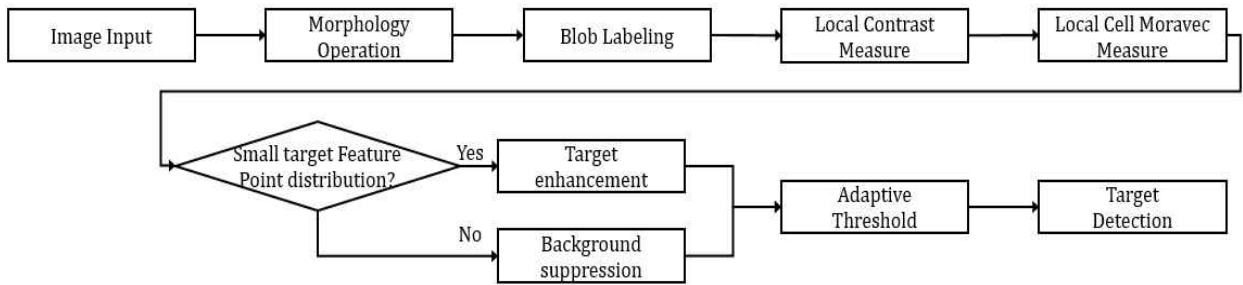 Image Input
Morphology
Operation
Blob Labeling
Local Contrast
Measure
Local Cell Moravec
Measure
Small target Feature
Point distribution?
Yes
No
Target
enhancement
Background
suppression
Adaptive
Threshold
Target
Detection